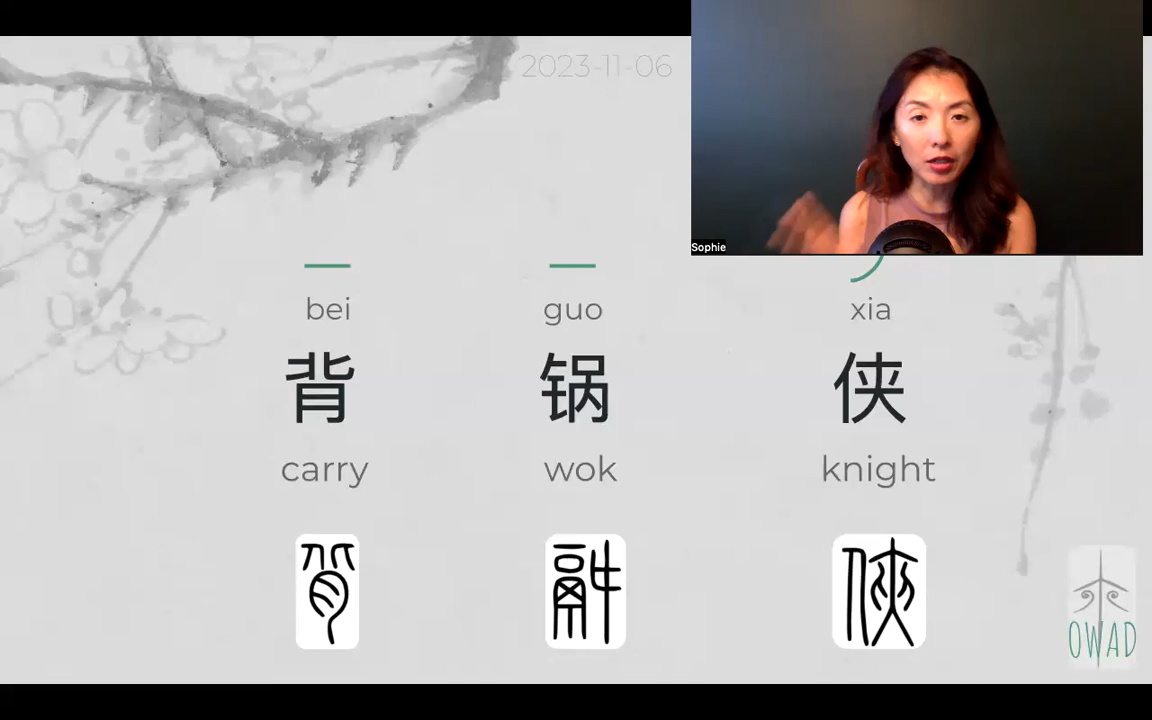 2023-11-06
Sophie
bei guo xia
背 锅 侠
carry wok knight
OWAD